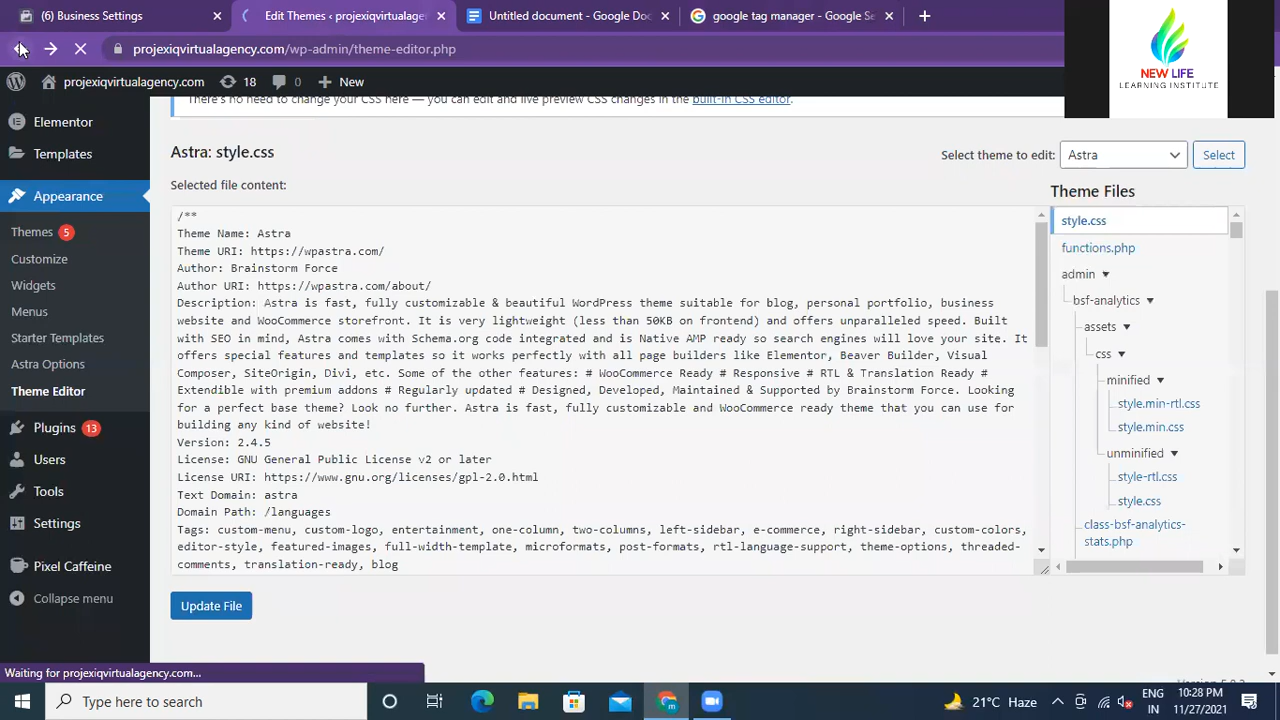 (6) Business Settings
Edit Themes ‹ projexiqvirtualagen
Untitled document - Google Doc
google tag manager - Google Se
projexiqvirtualagency.com/wp-admin/theme-editor.php
projexiqvirtualagency.com 18 0 New
NEW LIFE
LEARNING INSTITUTE
There's no need to change your CSS here — you can edit and live preview CSS changes in the built-in CSS editor.
Elementor
Templates
Appearance
Themes 5
Customize
Widgets
Menus
Starter Templates
Astra Options
Theme Editor
Plugins 13
Users
Tools
Settings
Pixel Caffeine
Collapse menu
Astra: style.css
Select theme to edit: Astra Select
Selected file content:
/**
Theme Name: Astra
Theme URI: https://wpastra.com/
Author: Brainstorm Force
Author URI: https://wpastra.com/about/
Description: Astra is fast, fully customizable & beautiful WordPress theme suitable for blog, personal portfolio, business
website and WooCommerce storefront. It is very lightweight (less than 50KB on frontend) and offers unparalleled speed. Built
with SEO in mind, Astra comes with Schema.org code integrated and is Native AMP ready so search engines will love your site. It
offers special features and templates so it works perfectly with all page builders like Elementor, Beaver Builder, Visual
Composer, SiteOrigin, Divi, etc. Some of the other features: # WooCommerce Ready # Responsive # RTL & Translation Ready #
Extendible with premium addons # Regularly updated # Designed, Developed, Maintained & Supported by Brainstorm Force. Looking
for a perfect base theme? Look no further. Astra is fast, fully customizable and WooCommerce ready theme that you can use for
building any kind of website!
Version: 2.4.5
License: GNU General Public License v2 or later
License URI: https://www.gnu.org/licenses/gpl-2.0.html
Text Domain: astra
Domain Path: /languages
Tags: custom-menu, custom-logo, entertainment, one-column, two-columns, left-sidebar, e-commerce, right-sidebar, custom-colors,
editor-style, featured-images, full-width-template, microformats, post-formats, rtl-language-support, theme-options, threaded-
comments, translation-ready, blog
Theme Files
style.css
functions.php
admin
bsf-analytics
assets
css
minified
style.min-rtl.css
style.min.css
unminified
style-rtl.css
style.css
class-bsf-analytics-
stats.php
Update File
Waiting for projexiqvirtualagency.com...
Type here to search
21°C Haze
ENG
IN
10:28 PM
11/27/2021